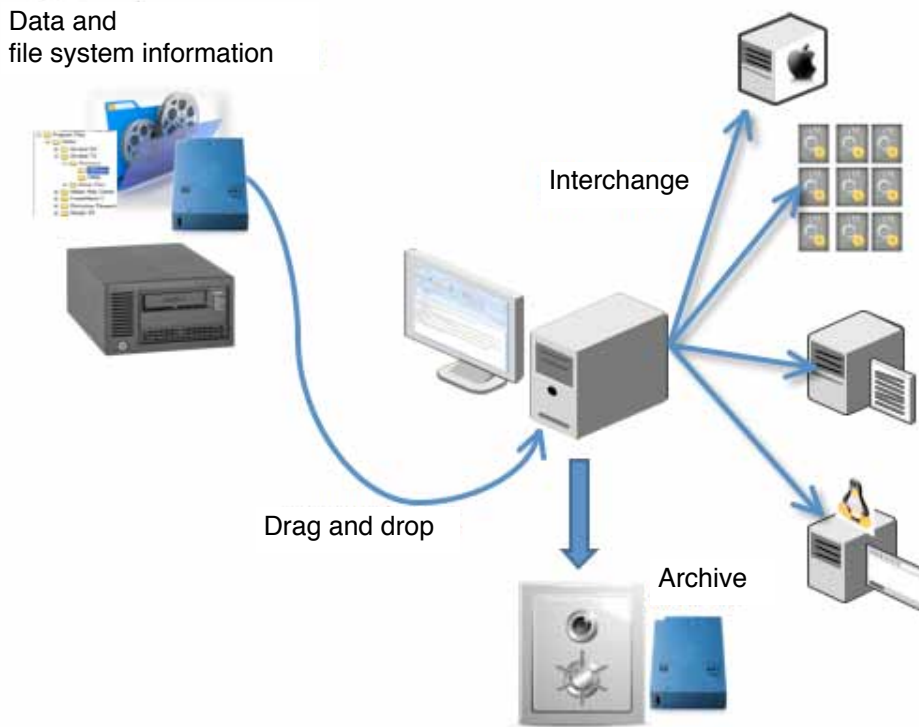 Data and
file system information
Interchange
Drag and drop
Archive